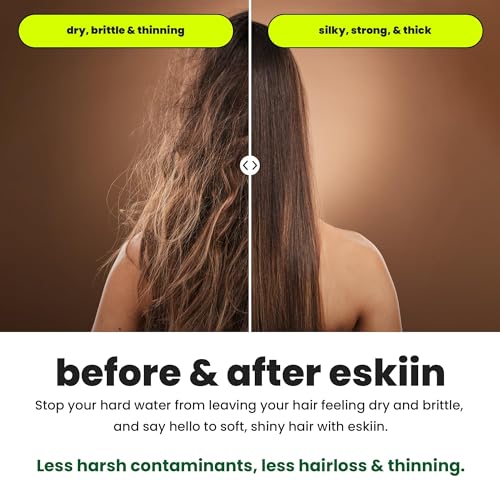 dry, brittle & thinning
silky, strong, & thick
before & after eskiin
Stop your hard water from leaving your hair feeling dry and brittle,
and say hello to soft, shiny hair with eskiin.
Less harsh contaminants, less hairloss & thinning.